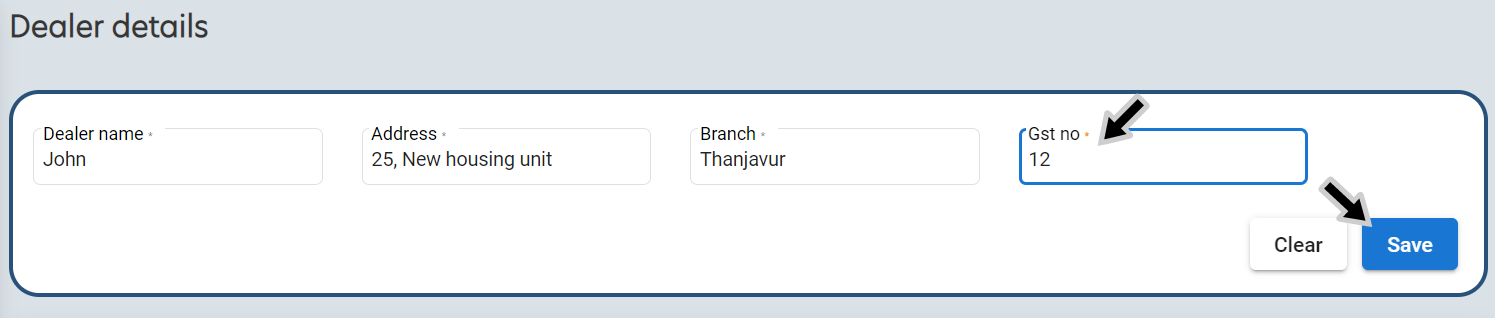 Dealer details
Dealer name *
John
Address *
25, New housing unit
Branch *
Thanjavur
Gst no *
12
Clear
Save